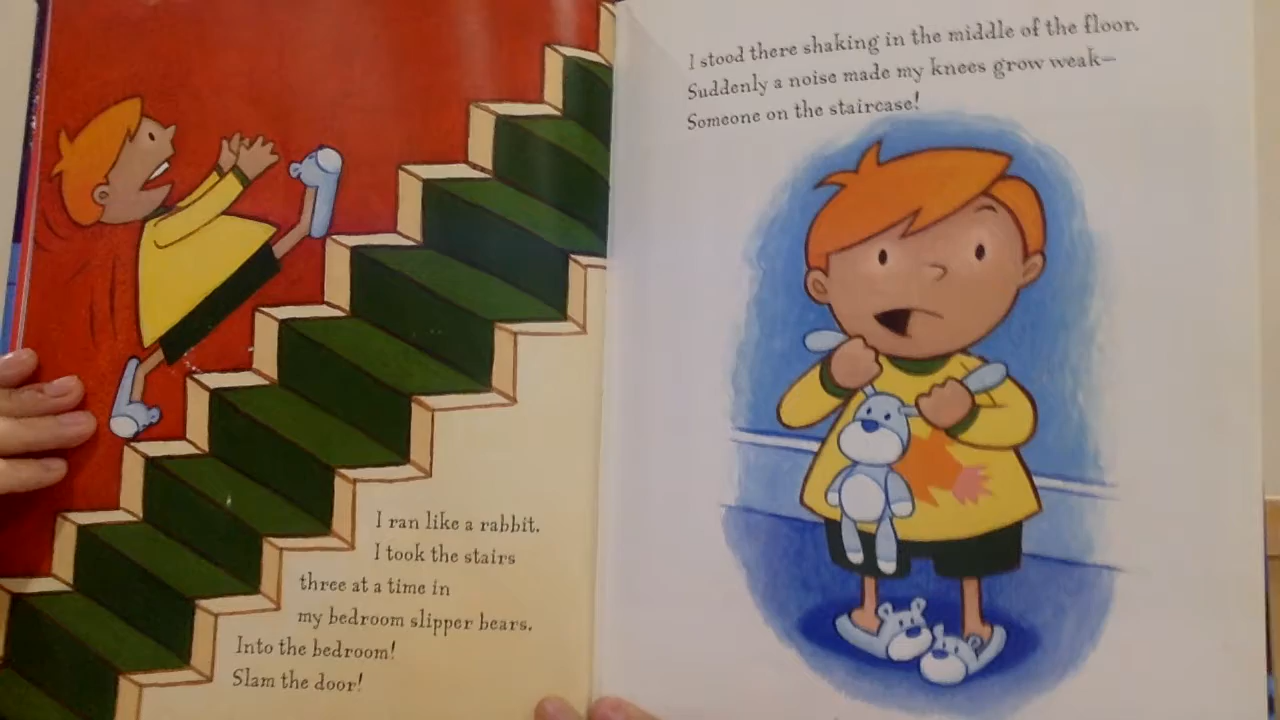 I ran like a rabbit.
I took the stairs
three at a time in
my bedroom slipper bears.
Into the bedroom!
Slam the door!
I stood there shaking in the middle of the floor.
Suddenly a noise made my knees grow weak—
Someone on the staircase!